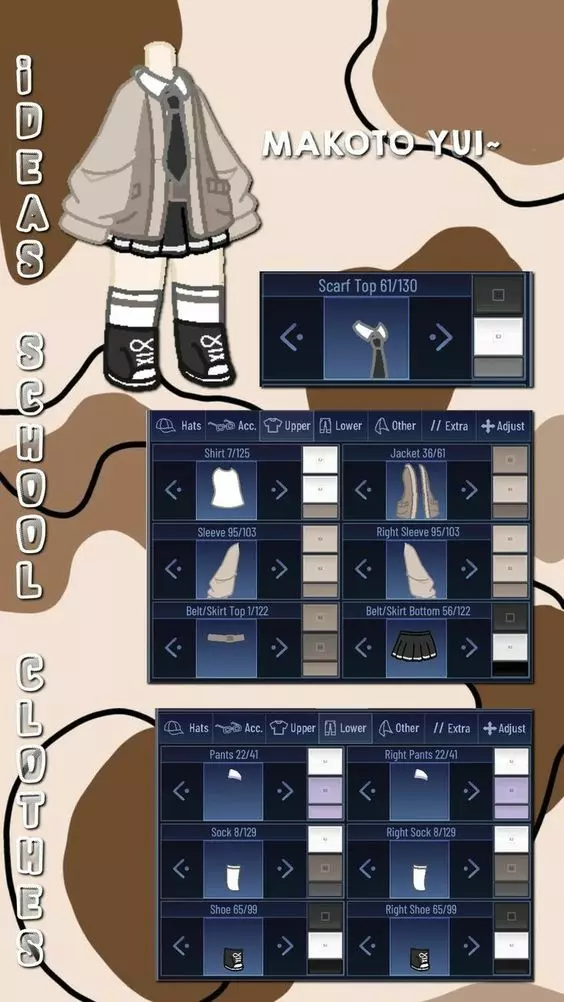 iDEAS SCHOOL CLOTHES
MAKOTO YUI~
Scarf Top 61/130
Hats Acc. Upper Lower Other // Extra Adjust
Shirt 7/125 Jacket 36/61
Sleeve 95/103 Right Sleeve 95/103
Belt/Skirt Top 1/122 Belt/Skirt Bottom 56/122
Hats Acc. Upper Lower Other // Extra Adjust
Pants 22/41 Right Pants 22/41
Sock 8/129 Right Sock 8/129
Shoe 65/99 Right Shoe 65/99